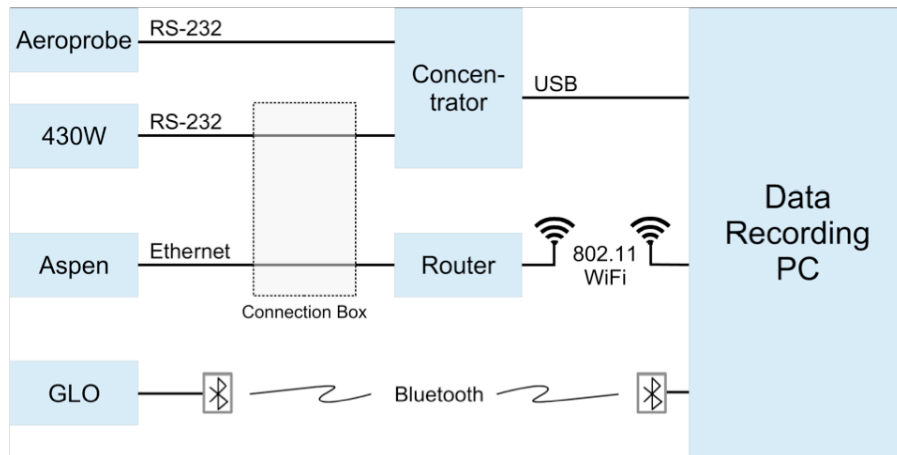 Aeroprobe
RS-232
Concen-
trator
USB
430W
RS-232
Data
Recording
PC
Aspen
Ethernet
Router
802.11
WiFi
Connection Box
GLO
Bluetooth